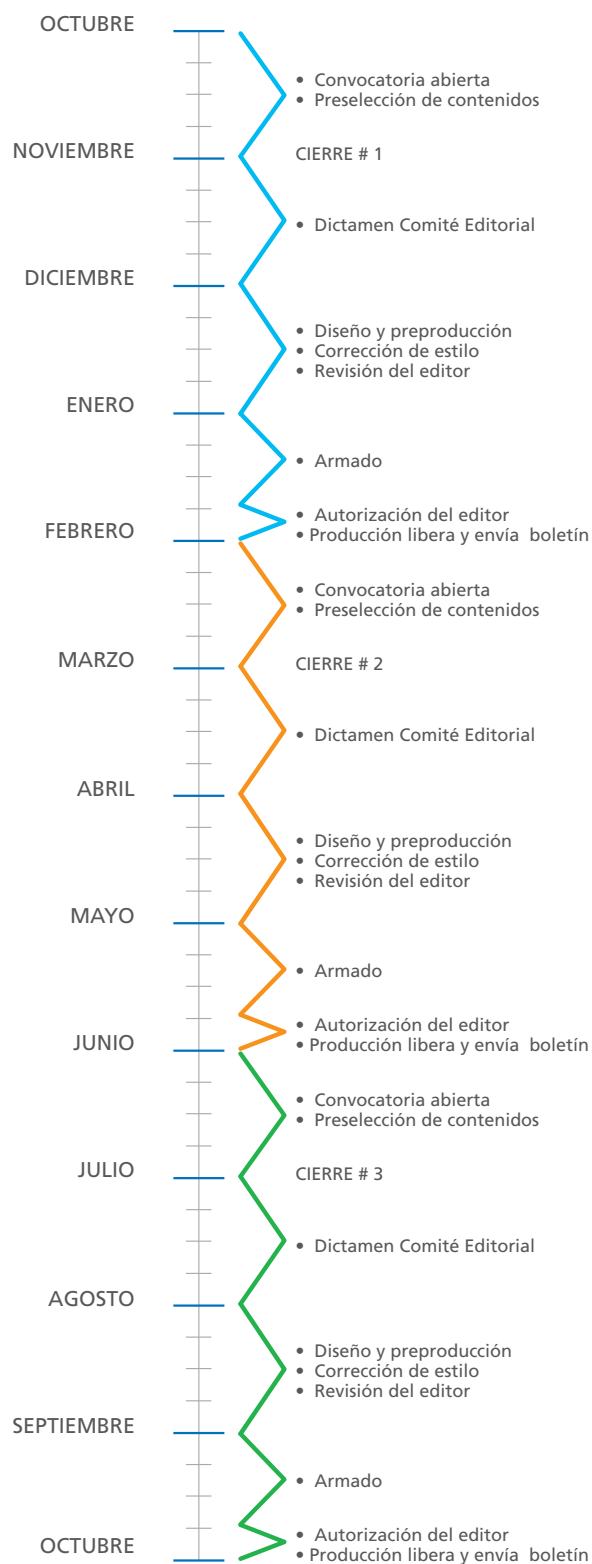 OCTUBRE
• Convocatoria abierta
• Preselección de contenidos
NOVIEMBRE
CIERRE # 1
• Dictamen Comité Editorial
DICIEMBRE
• Diseño y preproducción
• Corrección de estilo
• Revisión del editor
ENERO
• Armado
• Autorización del editor
• Producción libera y envía boletín
FEBRERO
• Convocatoria abierta
• Preselección de contenidos
MARZO
CIERRE # 2
• Dictamen Comité Editorial
ABRIL
• Diseño y preproducción
• Corrección de estilo
• Revisión del editor
MAYO
• Armado
• Autorización del editor
• Producción libera y envía boletín
JUNIO
• Convocatoria abierta
• Preselección de contenidos
JULIO
CIERRE # 3
• Dictamen Comité Editorial
AGOSTO
• Diseño y preproducción
• Corrección de estilo
• Revisión del editor
SEPTIEMBRE
• Armado
• Autorización del editor
• Producción libera y envía boletín
OCTUBRE